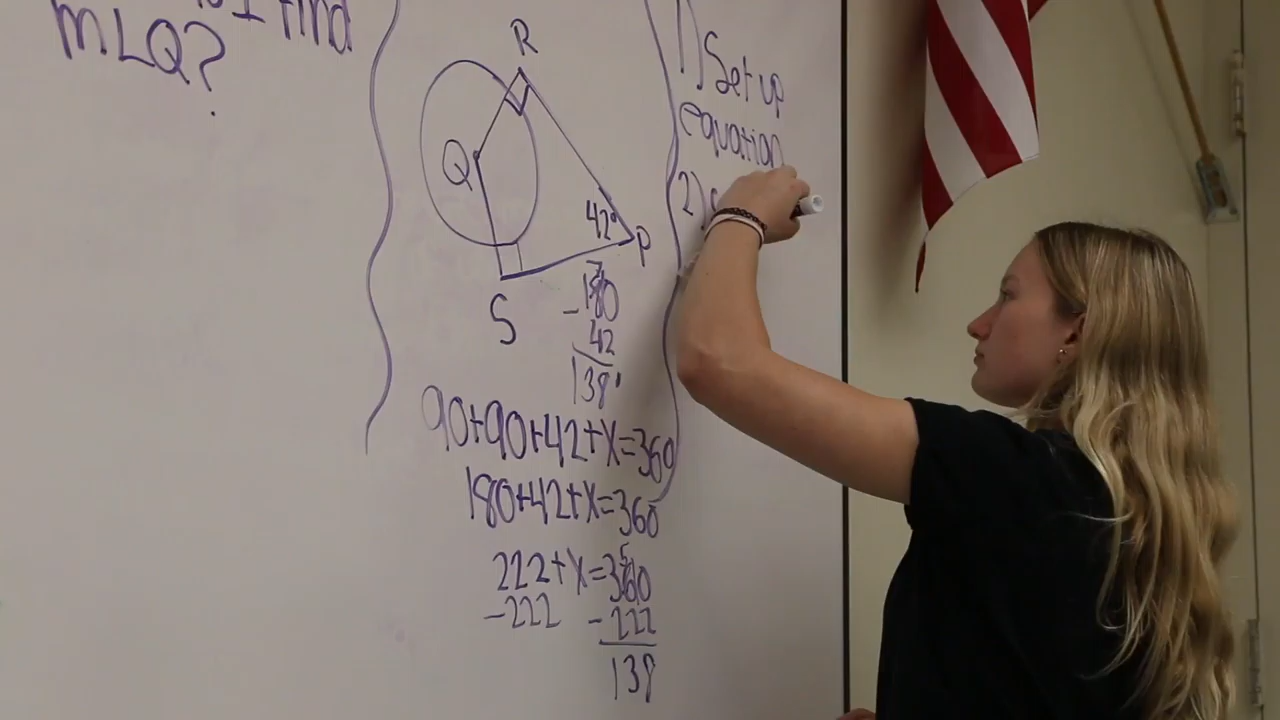 I find
m∠Q?
R
Q
S
P
42°
180
- 42
138°
90+90+42+x=360
180+42+x=360
222+x=360
-222 -222
138
1) Set up
equation
2)